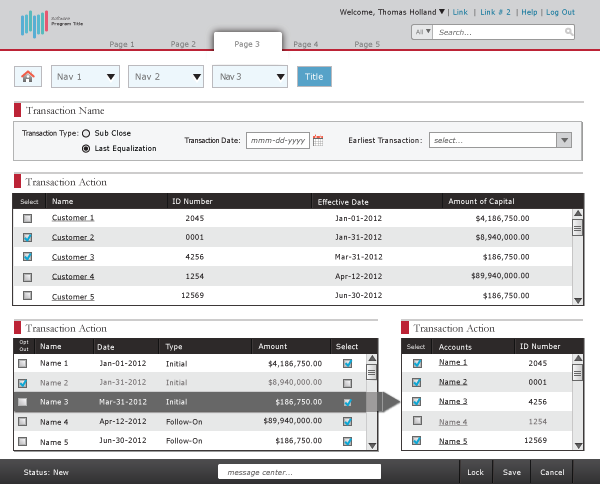 Welcome, Thomas Holland | Link | Link # 2 | Help | Log Out
Software
Program Title
All Search...
Page 1 Page 2 Page 3 Page 4 Page 5
Nav 1 Nav 2 Nav 3 Title
Transaction Name
Transaction Type: Sub Close
Last Equalization
Transaction Date: mmm-dd-yyyy
Earliest Transaction: select...
Transaction Action
Select Name ID Number Effective Date Amount of Capital
Customer 1 2045 Jan-01-2012 $4,186,750.00
Customer 2 0001 Jan-31-2012 $8,940,000.00
Customer 3 4256 Mar-31-2012 $186,750.00
Customer 4 1254 Apr-12-2012 $89,940,000.00
Customer 5 12569 Jun-30-2012 $186,750.00
Transaction Action
Opt Out Name Date Type Amount Select
Name 1 Jan-01-2012 Initial $4,186,750.00
Name 2 Jan-31-2012 Initial $8,940,000.00
Name 3 Mar-31-2012 Initial $186,750.00
Name 4 Apr-12-2012 Follow-On $89,940,000.00
Name 5 Jun-30-2012 Follow-On $186,750.00
Transaction Action
Select Accounts ID Number
Name 1 2045
Name 2 0001
Name 3 4256
Name 4 1254
Name 5 12569
Status: New message center... Lock Save Cancel